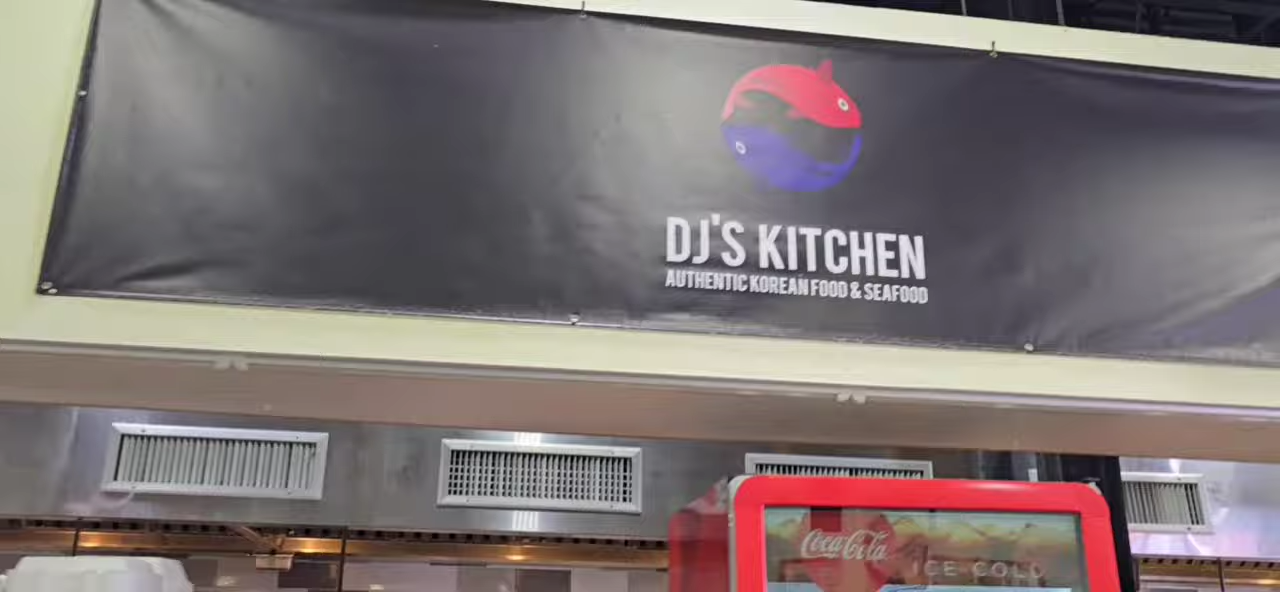 DJ'S KITCHEN
AUTHENTIC KOREAN FOOD & SEAFOOD
Coca-Cola
ICE COLD